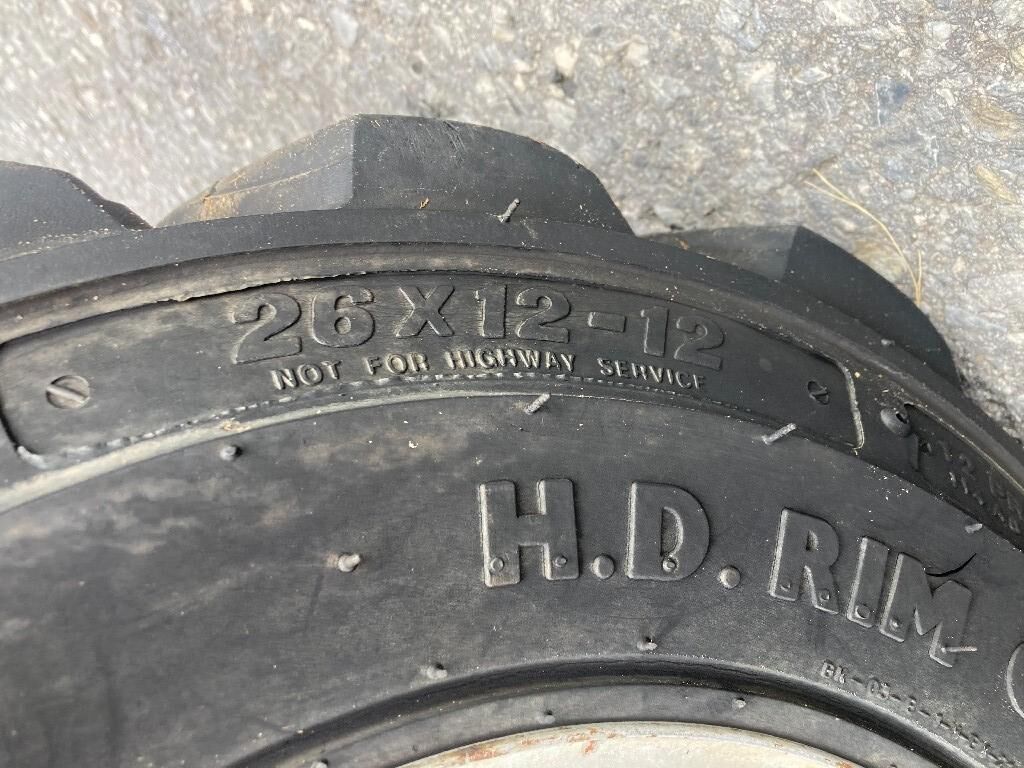 26X12-12
NOT FOR HIGHWAY SERVICE
H.D. RIM